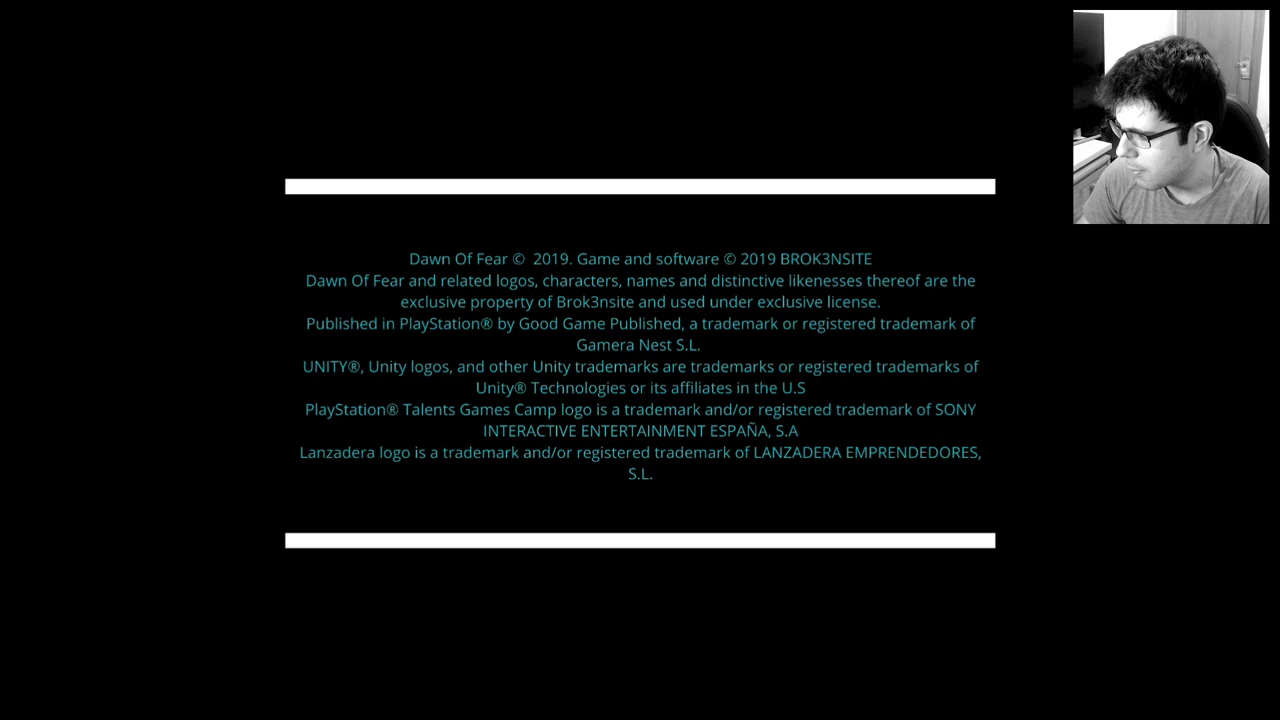 Dawn Of Fear © 2019. Game and software © 2019 BROK3NSITE
Dawn Of Fear and related logos, characters, names and distinctive likenesses thereof are the
exclusive property of Brok3nsite and used under exclusive license.
Published in PlayStation® by Good Game Published, a trademark or registered trademark of
Gamera Nest S.L.
UNITY®, Unity logos, and other Unity trademarks are trademarks or registered trademarks of
Unity® Technologies or its affiliates in the U.S
PlayStation® Talents Games Camp logo is a trademark and/or registered trademark of SONY
INTERACTIVE ENTERTAINMENT ESPAÑA, S.A
Lanzadera logo is a trademark and/or registered trademark of LANZADERA EMPRENDEDORES,
S.L.